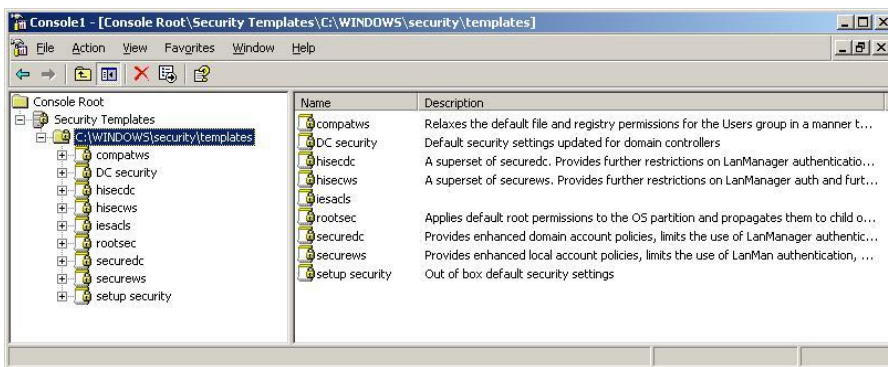 Console1 - [Console Root\Security Templates\C:\WINDOWS\security\templates]
File Action View Favorites Window Help
Console Root
Security Templates
C:\WINDOWS\security\templates
compatws
DC security
hisecdc
hisecws
iesacls
rootsec
securedc
securews
setup security
Name Description
compatws Relaxes the default file and registry permissions for the Users group in a manner t...
DC security Default security settings updated for domain controllers
hisecdc A superset of securedc. Provides further restrictions on LanManager authenticatio...
hisecws A superset of securews. Provides further restrictions on LanManager auth and furt...
iesacls
rootsec Applies default root permissions to the OS partition and propagates them to child o...
securedc Provides enhanced domain account policies, limits the use of LanManager authentic...
securews Provides enhanced local account policies, limits the use of LanMan authentication, ...
setup security Out of box default security settings